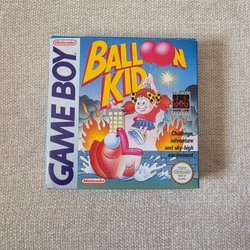 Nintendo
GAME BOY
BALLOON
KID
Challenge,
adventure
and sky-high
excitement!
Nintendo